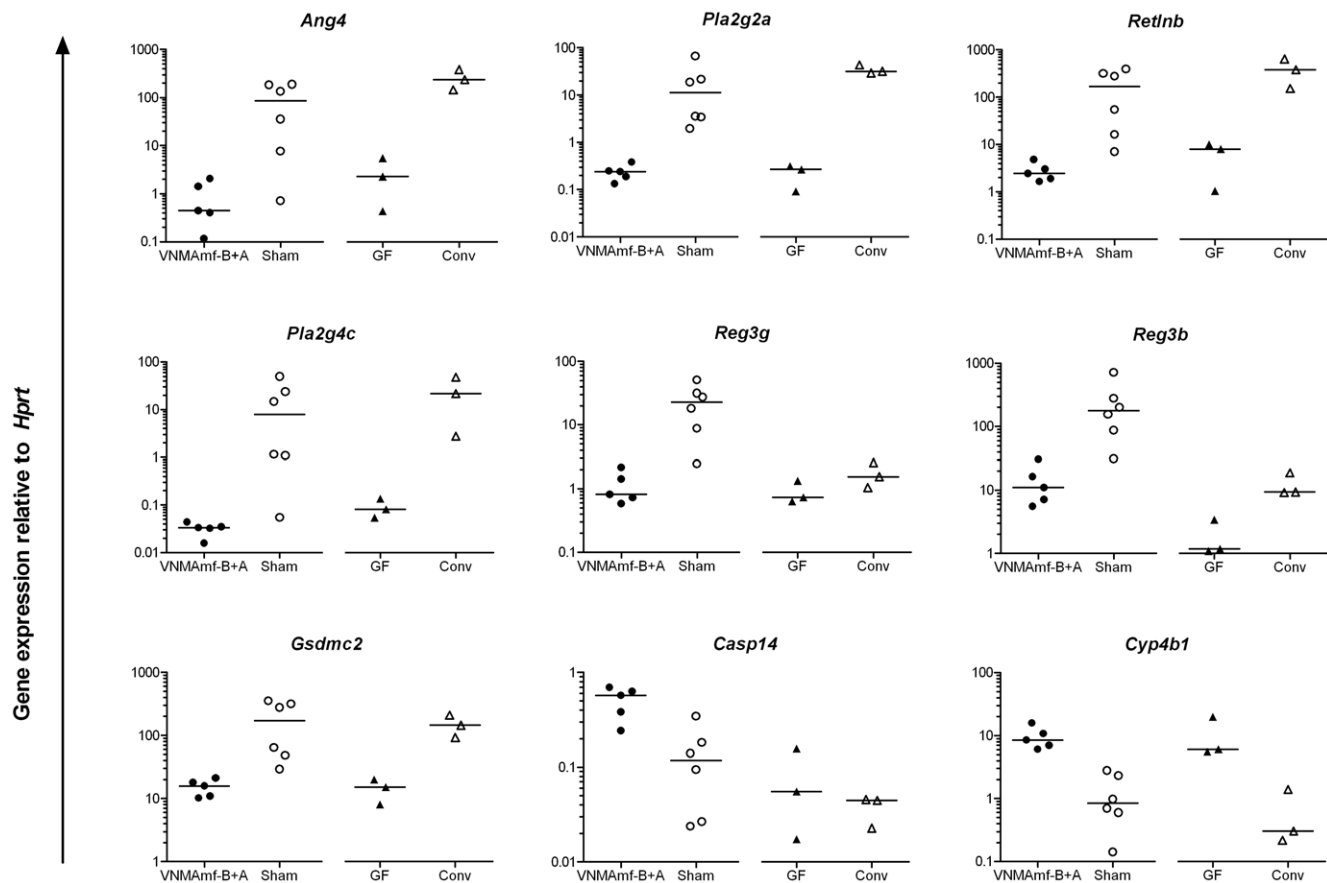 Gene expression relative to Hprt
Ang4
1000
100
10
1
0.1
VNMAmf-B+A Sham GF Conv
Pla2g2a
100
10
1
0.1
0.01
VNMAmf-B+A Sham GF Conv
Retlnb
1000
100
10
1
0.1
VNMAmf-B+A Sham GF Conv
Pla2g4c
100
10
1
0.1
0.01
VNMAmf-B+A Sham GF Conv
Reg3g
100
10
1
0.1
VNMAmf-B+A Sham GF Conv
Reg3b
1000
100
10
1
VNMAmf-B+A Sham GF Conv
Gsdmc2
1000
100
10
1
VNMAmf-B+A Sham GF Conv
Casp14
1
0.1
0.01
VNMAmf-B+A Sham GF Conv
Cyp4b1
100
10
1
0.1
VNMAmf-B+A Sham GF Conv